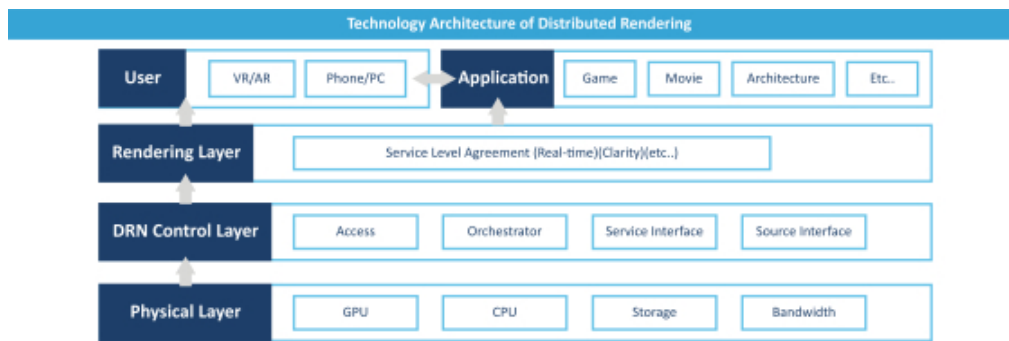 Technology Architecture of Distributed Rendering
User VR/AR Phone/PC Application Game Movie Architecture Etc..
Rendering Layer Service Level Agreement (Real-time)(Clarity)(etc..)
DRN Control Layer Access Orchestrator Service Interface Source Interface
Physical Layer GPU CPU Storage Bandwidth